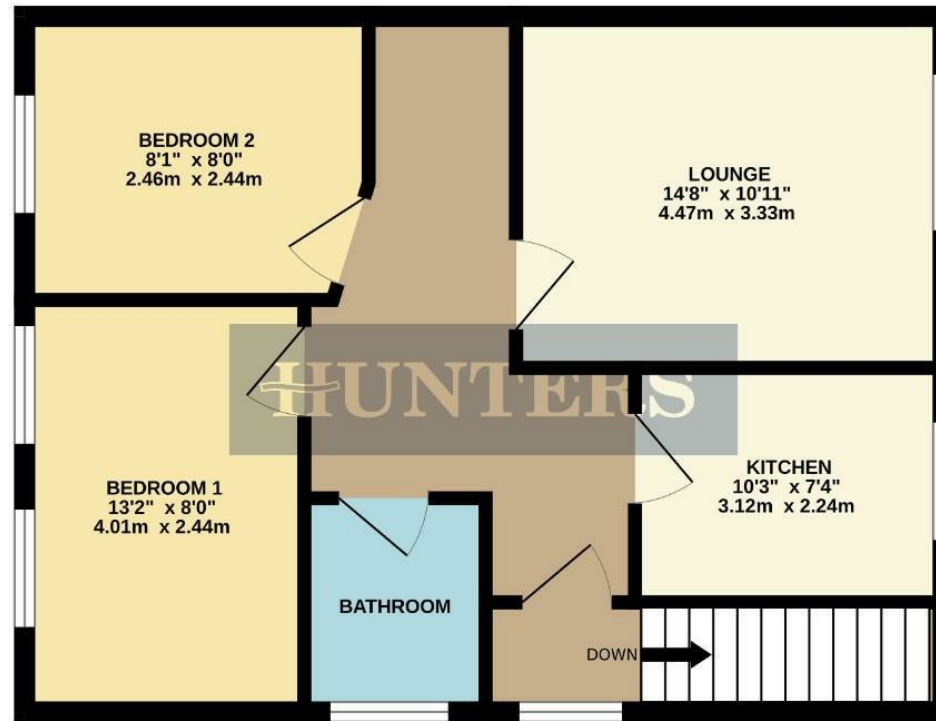 BEDROOM 2
8'1" x 8'0"
2.46m x 2.44m
LOUNGE
14'8" x 10'11"
4.47m x 3.33m
HUNTERS
BEDROOM 1
13'2" x 8'0"
4.01m x 2.44m
KITCHEN
10'3" x 7'4"
3.12m x 2.24m
BATHROOM
DOWN